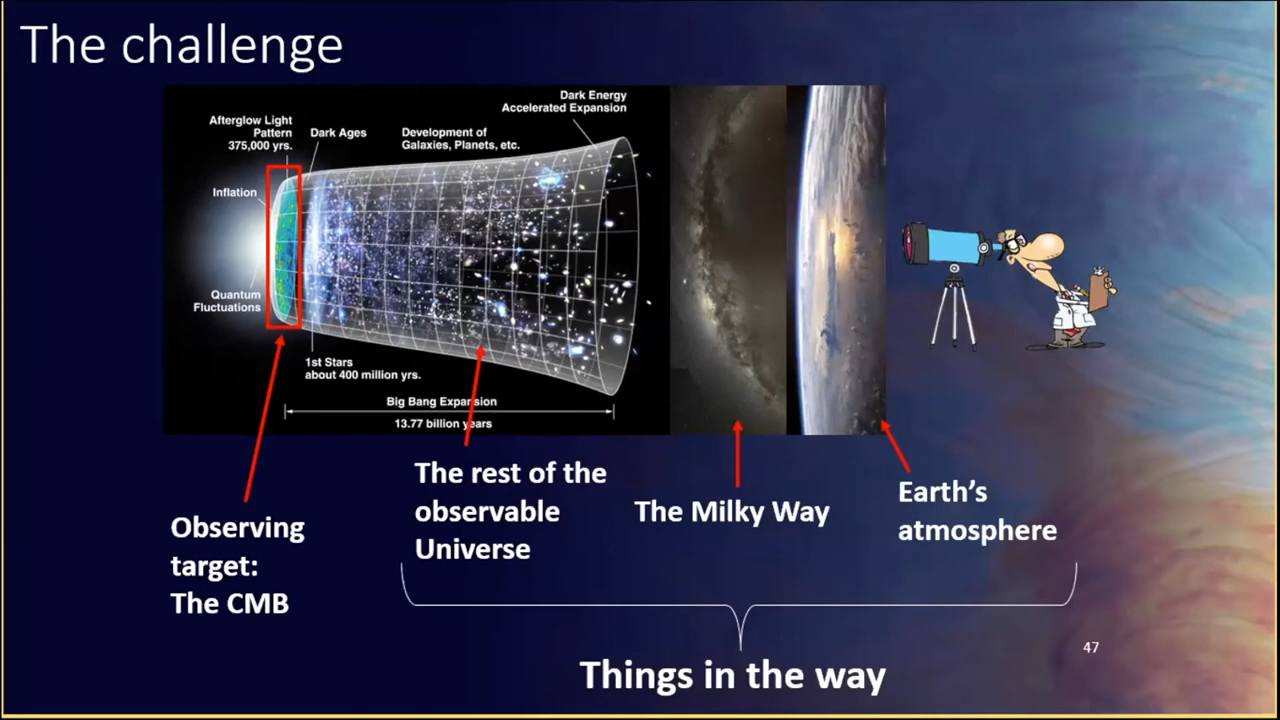 The challenge
Dark Energy
Accelerated Expansion
Afterglow Light
Pattern
375,000 yrs.
Dark Ages
Development of
Galaxies, Planets, etc.
Inflation
Quantum
Fluctuations
1st Stars
about 400 million yrs.
Big Bang Expansion
13.77 billion years
Observing
target:
The CMB
The rest of the
observable
Universe
The Milky Way
Earth's
atmosphere
Things in the way
47